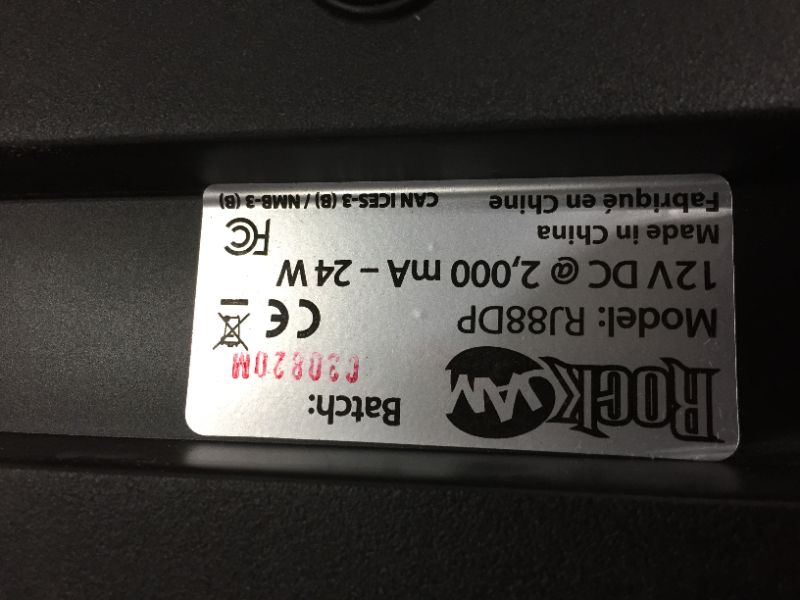 ROCKJAM
Batch:
C30820M
Model: RJ88DP
12V DC @ 2,000 mA – 24 W
Made in China
Fabriqué en Chine
CAN ICES-3 (B) / NMB-3 (B)
CE
FC